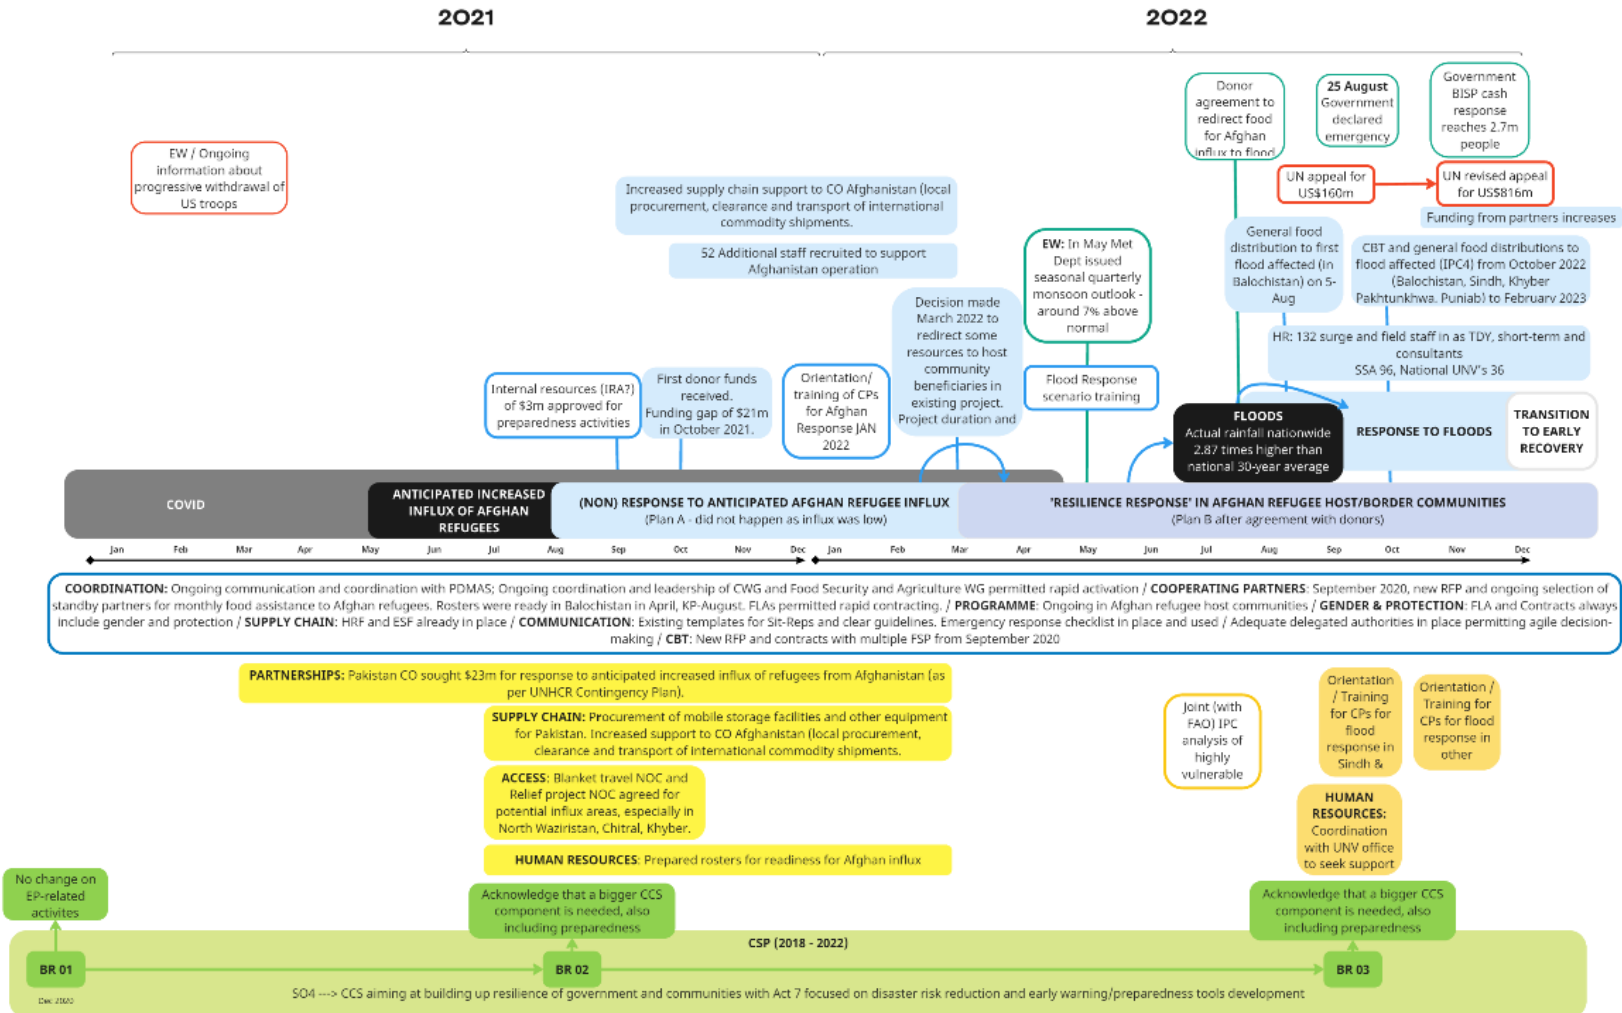 2021
2022
Donor
agreement to
redirect food
for Afghan
influx to flood
25 August
Government
declared
emergency
Government
BISP cash
response
reaches 2.7m
people
EW / Ongoing
information about
progressive withdrawal of
US troops
UN appeal for
US$160m
UN revised appeal
for US$816m
Increased supply chain support to CO Afghanistan (local
procurement, clearance and transport of international
commodity shipments.
Funding from partners increases
52 Additional staff recruited to support
Afghanistan operation
EW: In May Met
Dept issued
seasonal quarterly
monsoon outlook -
around 7% above
normal
General food
distribution to first
flood affected (in
Balochistan) on 5-
Aug
CBT and general food distributions to
flood affected (IPC4) from October 2022
(Balochistan, Sindh, Khyber
Pakhtunkhwa, Punjab) to February 2023
Decision made
March 2022 to
redirect some
resources to host
community
beneficiaries in
existing project.
Project duration and
HR: 132 surge and field staff in as TDY, short-term and
consultants
SSA 96, National UNV's 36
Internal resources (IRA?)
of $3m approved for
preparedness activities
First donor funds
received.
Funding gap of $21m
in October 2021.
Orientation/
training of CPs
for Afghan
Response JAN
2022
Flood Response
scenario training
FLOODS
Actual rainfall nationwide
2.87 times higher than
national 30-year average
RESPONSE TO FLOODS
TRANSITION
TO EARLY
RECOVERY
COVID
ANTICIPATED INCREASED
INFLUX OF AFGHAN
REFUGEES
(NON) RESPONSE TO ANTICIPATED AFGHAN REFUGEE INFLUX
(Plan A - did not happen as influx was low)
'RESILIENCE RESPONSE' IN AFGHAN REFUGEE HOST/BORDER COMMUNITIES
(Plan B after agreement with donors)
Jan Feb Mar Apr May Jun Jul Aug Sep Oct Nov Dec Jan Feb Mar Apr May Jun Jul Aug Sep Oct Nov Dec
COORDINATION: Ongoing communication and coordination with PDMAS; Ongoing coordination and leadership of CWG and Food Security and Agriculture WG permitted rapid activation / COOPERATING PARTNERS: September 2020, new RFP and ongoing selection of
standby partners for monthly food assistance to Afghan refugees. Rosters were ready in Balochistan in April, KP-August. FLAs permitted rapid contracting. / PROGRAMME: Ongoing in Afghan refugee host communities / GENDER & PROTECTION: FLA and Contracts always
include gender and protection / SUPPLY CHAIN: HRF and ESF already in place / COMMUNICATION: Existing templates for Sit-Reps and clear guidelines. Emergency response checklist in place and used / Adequate delegated authorities in place permitting agile decision-
making / CBT: New RFP and contracts with multiple FSP from September 2020
PARTNERSHIPS: Pakistan CO sought $23m for response to anticipated increased influx of refugees from Afghanistan (as
per UNHCR Contingency Plan).
SUPPLY CHAIN: Procurement of mobile storage facilities and other equipment
for Pakistan. Increased support to CO Afghanistan (local procurement,
clearance and transport of international commodity shipments.
ACCESS: Blanket travel NOC and
Relief project NOC agreed for
potential influx areas, especially in
North Waziristan, Chitral, Khyber.
HUMAN RESOURCES: Prepared rosters for readiness for Afghan influx
Joint (with
FAO) IPC
analysis of
highly
vulnerable
Orientation
/ Training
for CPs for
flood
response in
Sindh &
Orientation /
Training for
CPs for flood
response in
other
HUMAN
RESOURCES:
Coordination
with UNV office
to seek support
No change on
EP-related
activites
Acknowledge that a bigger CCS
component is needed, also
including preparedness
Acknowledge that a bigger CCS
component is needed, also
including preparedness
CSP (2018 - 2022)
BR 01
BR 02
BR 03
Dec 2020
SO4 ---> CCS aiming at building up resilience of government and communities with Act 7 focused on disaster risk reduction and early warning/preparedness tools development